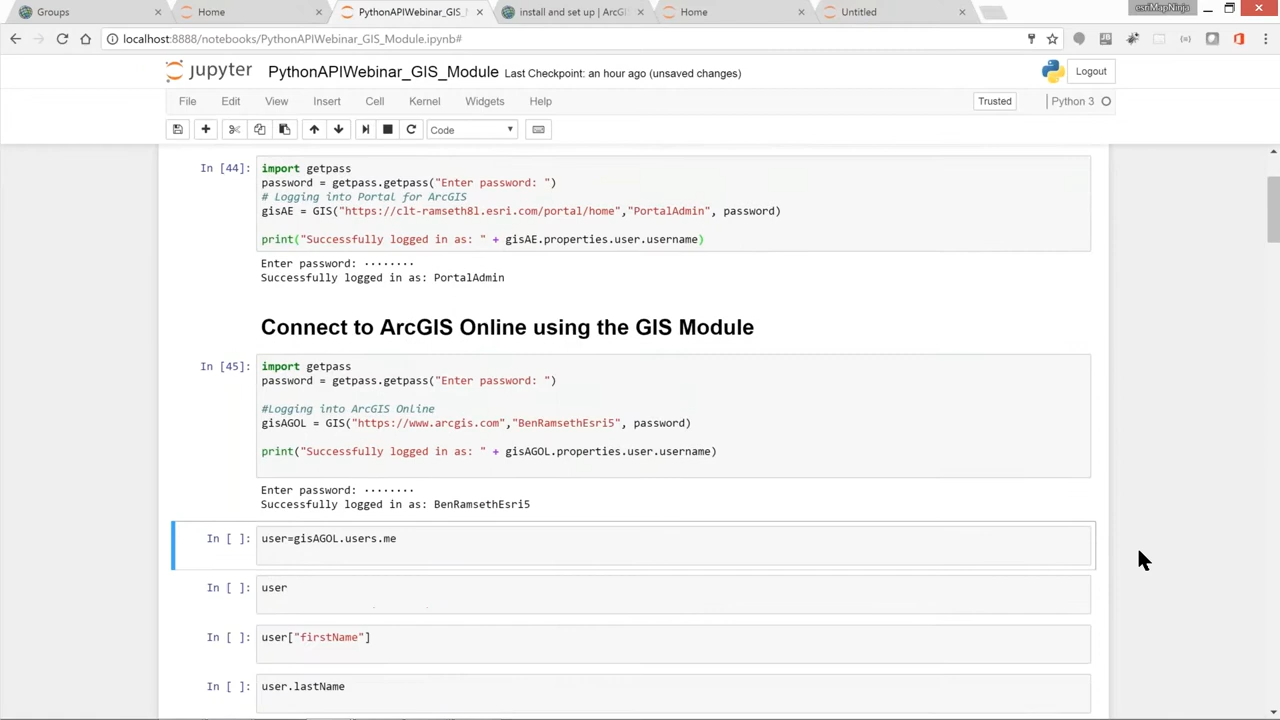 Groups
Home
PythonAPIWebinar_GIS_
install and set up | ArcGI
Home
Untitled
esriMapNinja
localhost:8888/notebooks/PythonAPIWebinar_GIS_Module.ipynb#
jupyter PythonAPIWebinar_GIS_Module Last Checkpoint: an hour ago (unsaved changes)
Logout
File Edit View Insert Cell Kernel Widgets Help
Trusted
Python 3
Code
In [44]:
import getpass
password = getpass.getpass("Enter password: ")
# Logging into Portal for ArcGIS
gisAE = GIS("https://clt-ramseth8l.esri.com/portal/home","PortalAdmin", password)
print("Successfully logged in as: " + gisAE.properties.user.username)
Enter password: ········
Successfully logged in as: PortalAdmin
Connect to ArcGIS Online using the GIS Module
In [45]:
import getpass
password = getpass.getpass("Enter password: ")
#Logging into ArcGIS Online
gisAGOL = GIS("https://www.arcgis.com","BenRamsethEsri5", password)
print("Successfully logged in as: " + gisAGOL.properties.user.username)
Enter password: ········
Successfully logged in as: BenRamsethEsri5
In [ ]: user=gisAGOL.users.me
In [ ]: user
In [ ]: user["firstName"]
In [ ]: user.lastName